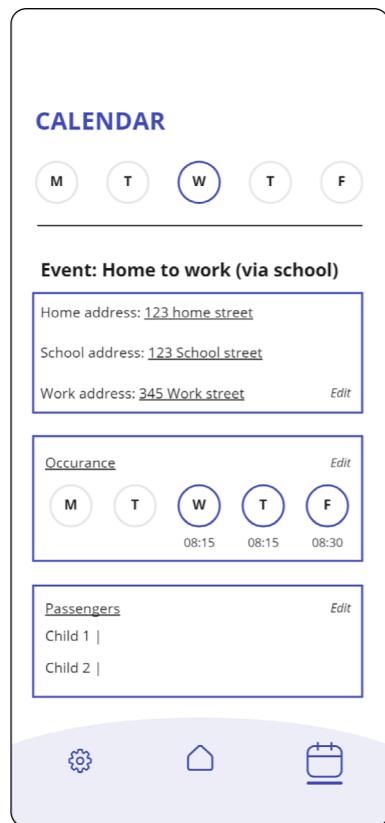 CALENDAR
M T W T F
Event: Home to work (via school)
Home address: 123 home street
School address: 123 School street
Work address: 345 Work street Edit
Occurance Edit
M T W T F
08:15 08:15 08:30
Passengers Edit
Child 1 |
Child 2 |